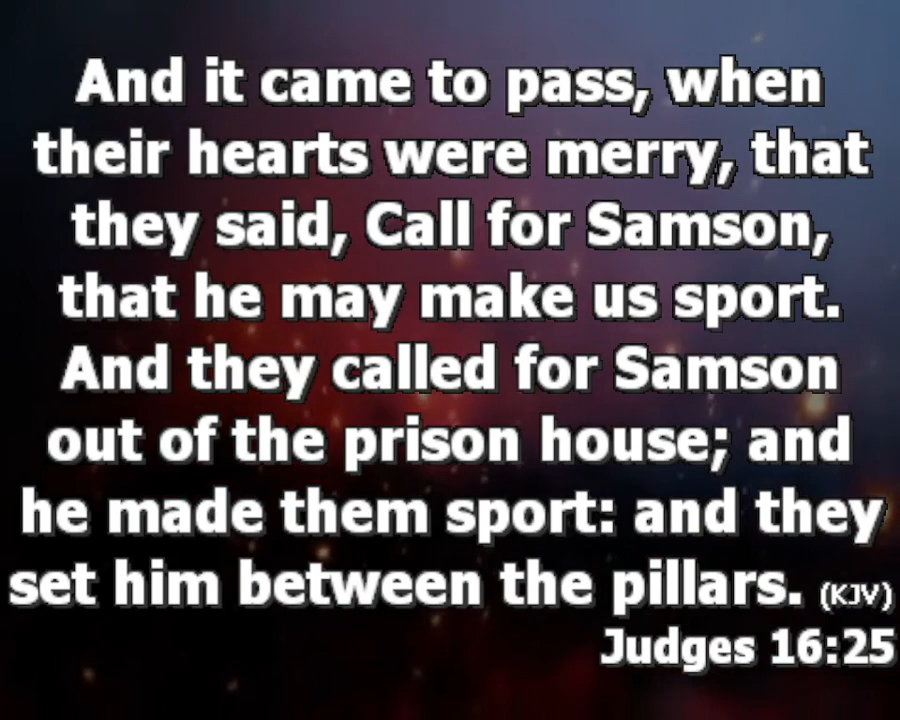 And it came to pass, when
their hearts were merry, that
they said, Call for Samson,
that he may make us sport.
And they called for Samson
out of the prison house; and
he made them sport: and they
set him between the pillars. (KJV)
Judges 16:25